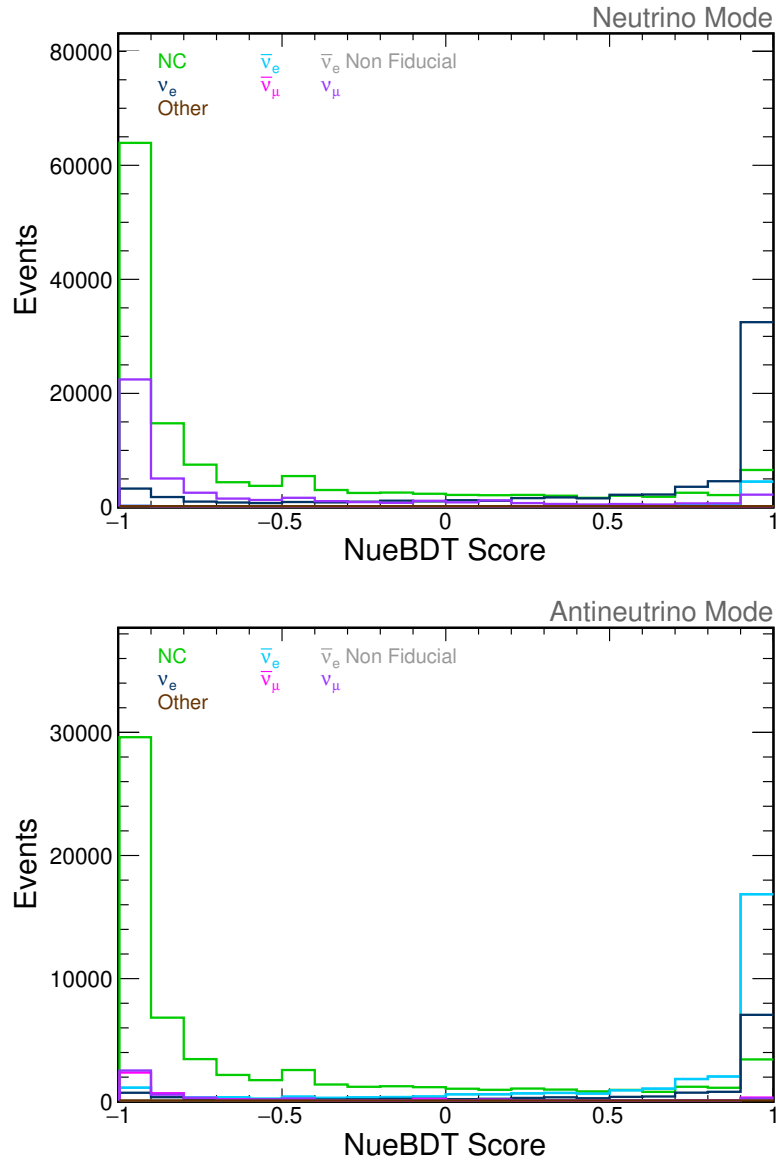 Neutrino Mode
80000
NC ν̅e ν̅e Non Fiducial
νe ν̅μ νμ
Other
60000
40000
20000
0
Events
−1 −0.5 0 0.5 1
NueBDT Score
Antineutrino Mode
NC ν̅e ν̅e Non Fiducial
νe ν̅μ νμ
Other
30000
20000
10000
0
Events
−1 −0.5 0 0.5 1
NueBDT Score